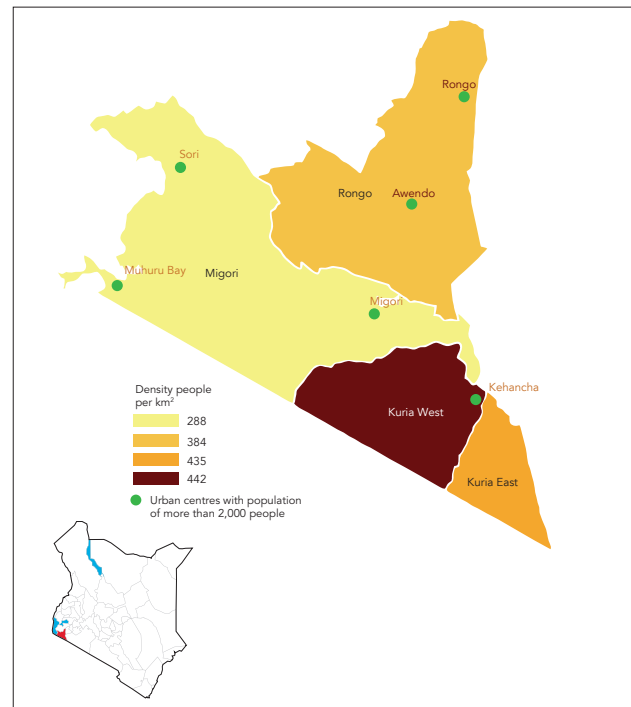 Rongo
Sori
Rongo
Awendo
Muhuru Bay
Migori
Migori
Density people
per km²
Kehancha
288
Kuria West
384
435
442
Kuria East
Urban centres with population
of more than 2,000 people